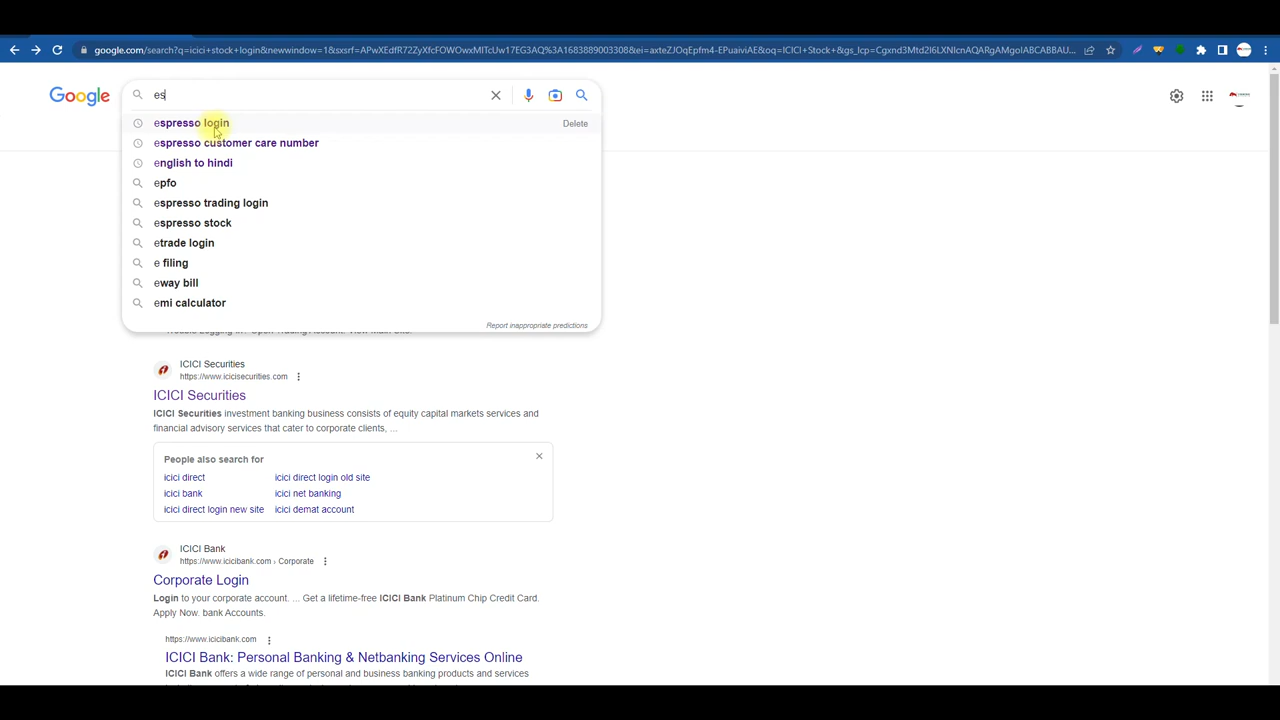 google.com/search?q=icici+stock+login&newwindow=1&sxsrf=APwXEdfR72ZyXfcFOWOwxMITcUw17EG3AQ%3A1683889003308&ei=axteZJOqEpfm4-EPuaiviAE&oq=ICICI+Stock+&gs_lcp=Cgxnd3Mtd2l6LXNlcnAQARgAMgoIABCABBAU...
Google
es
espresso login
Delete
espresso customer care number
english to hindi
epfo
espresso trading login
espresso stock
etrade login
e filing
eway bill
emi calculator
Report inappropriate predictions
ICICI Securities
https://www.icicisecurities.com
ICICI Securities
ICICI Securities investment banking business consists of equity capital markets services and
financial advisory services that cater to corporate clients, ...
People also search for
icici direct
icici direct login old site
icici bank
icici net banking
icici direct login new site
icici demat account
ICICI Bank
https://www.icicibank.com › Corporate
Corporate Login
Login to your corporate account. ... Get a lifetime-free ICICI Bank Platinum Chip Credit Card.
Apply Now. bank Accounts.
https://www.icicibank.com
ICICI Bank: Personal Banking & Netbanking Services Online
ICICI Bank offers a wide range of personal and business banking products and services